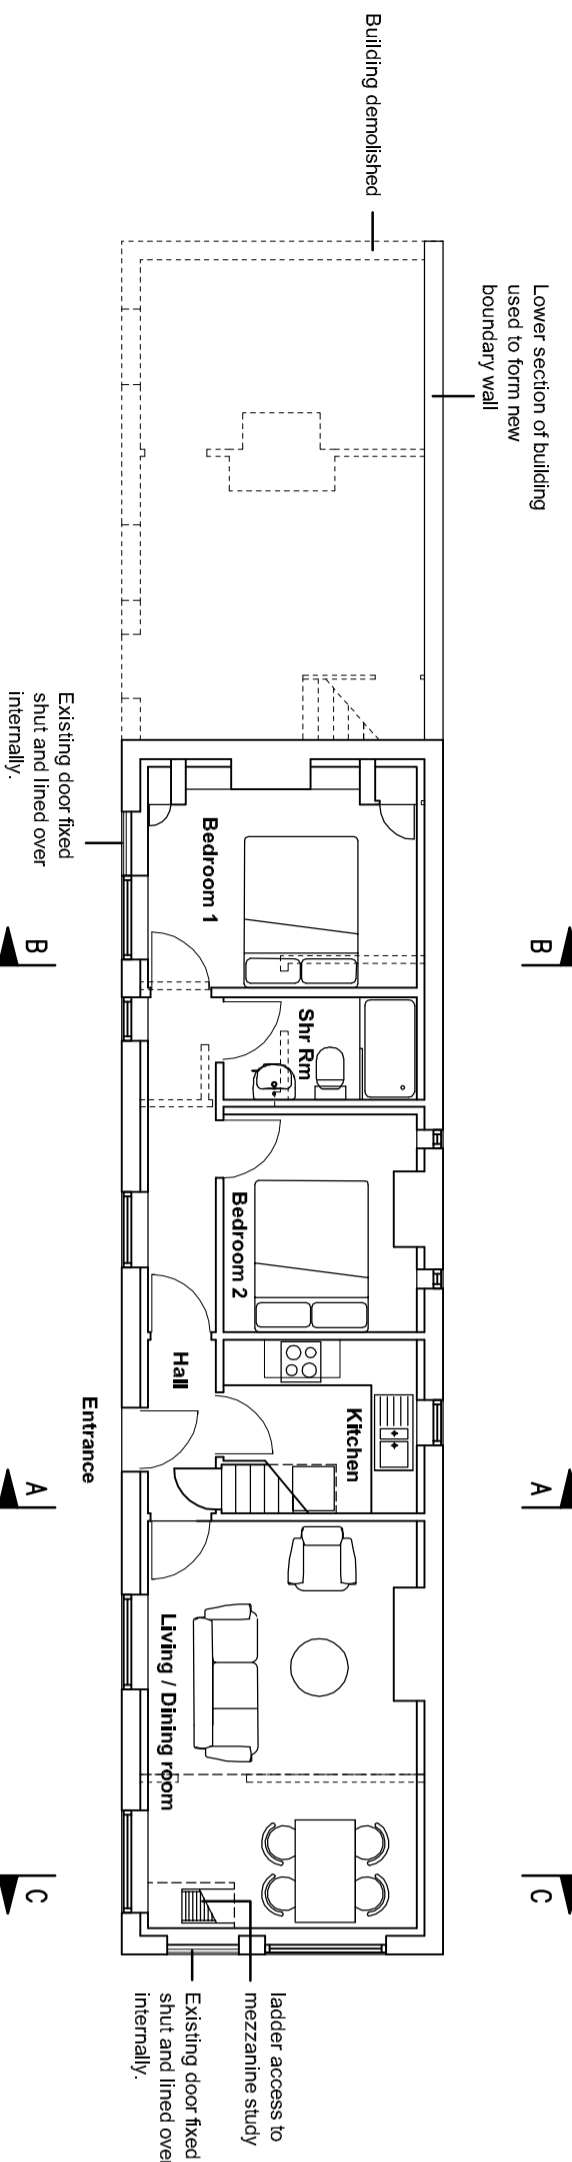 Building demolished
Lower section of building
used to form new
boundary wall
Existing door fixed
shut and lined over
internally.
B
B
Bedroom 1
Shr Rm
Bedroom 2
Hall
Kitchen
Entrance
A
A
Living / Dining room
C
C
ladder access to
mezzanine study
Existing door fixed
shut and lined over
internally.